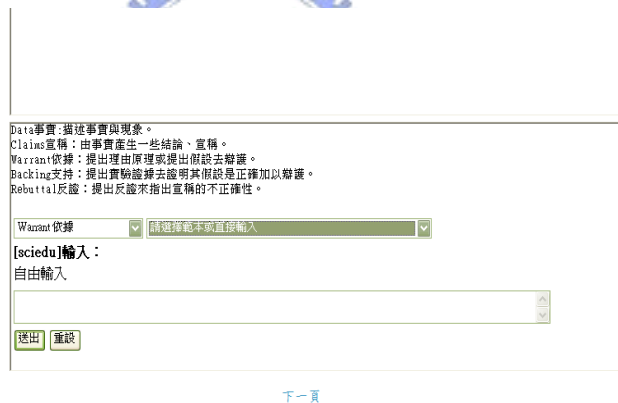 Data事實:描述事實與現象。
Claims宣稱：由事實產生一些結論、宣稱。
Warrant依據：提出理由原理或提出假設去辯護。
Backing支持：提出實驗證據去證明其假設是正確加以辯護。
Rebuttal反證：提出反證來指出宣稱的不正確性。
Warrant 依據 請選擇範本或直接輸入
[sciedu]輸入：
自由輸入
送出 重設
下一頁